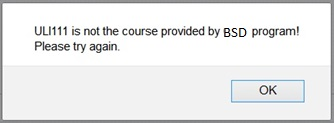 ULI111 is not the course provided by BSD program!
Please try again.
OK